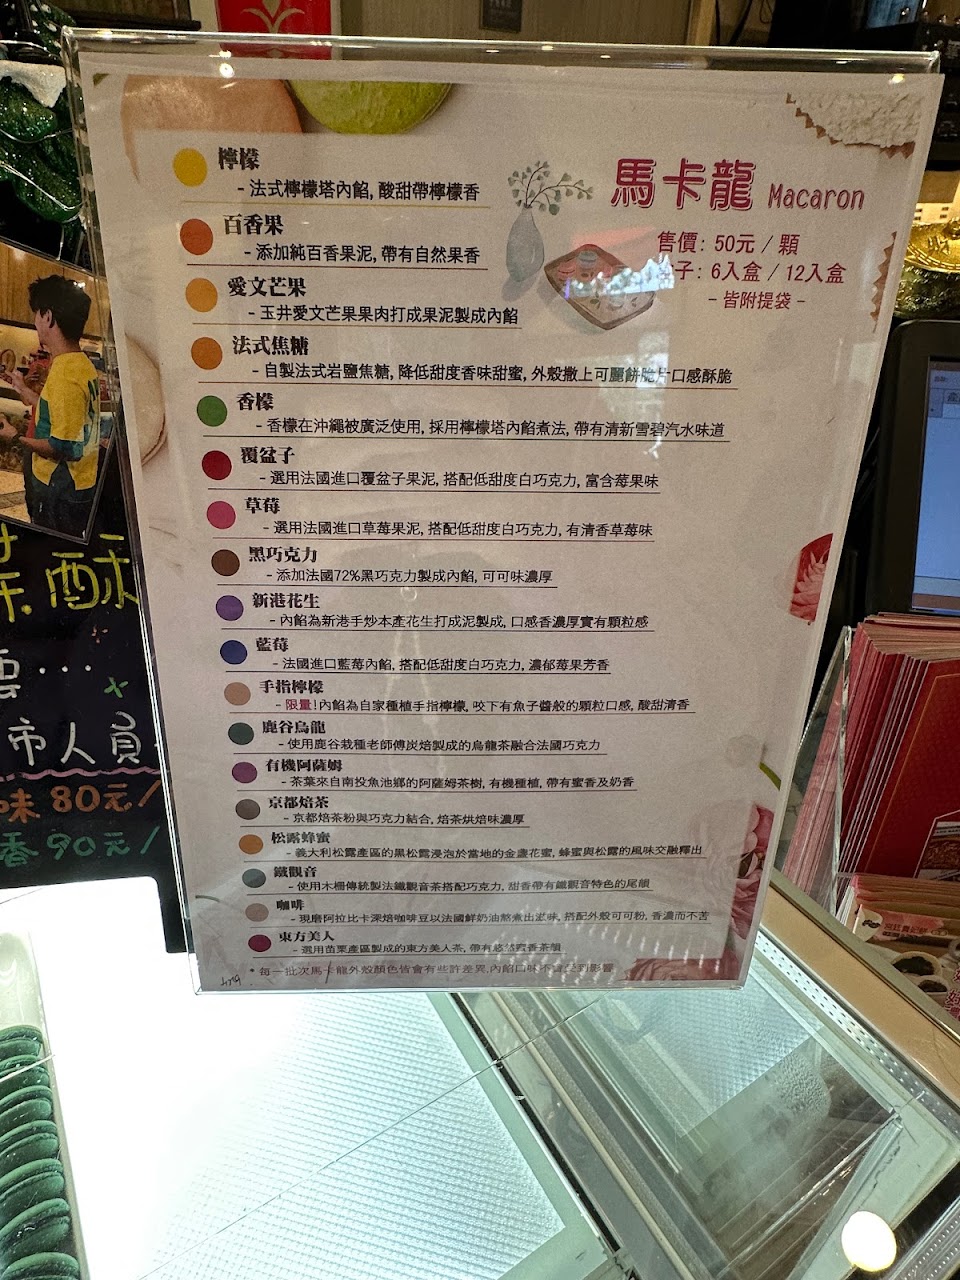 馬卡龍 Macaron
售價: 50元 / 顆
子: 6入盒 / 12入盒
- 皆附提袋 -
檸檬
- 法式檸檬塔內餡, 酸甜帶檸檬香
百香果
- 添加純百香果泥, 帶有自然果香
愛文芒果
- 玉井愛文芒果果肉打成果泥製成內餡
法式焦糖
- 自製法式岩鹽焦糖, 降低甜度香味甜蜜, 外殼撒上可麗餅脆片口感酥脆
香檬
- 香檬在沖繩被廣泛使用, 採用檸檬塔內餡煮法, 帶有清新雪碧汽水味道
覆盆子
- 選用法國進口覆盆子果泥, 搭配低甜度白巧克力, 富含莓果味
草莓
- 選用法國進口草莓果泥, 搭配低甜度白巧克力, 有清香草莓味
黑巧克力
- 添加法國72%黑巧克力製成內餡, 可可味濃厚
新港花生
- 內餡為新港手炒本產花生打成泥製成, 口感香濃厚實有顆粒感
藍莓
- 法國進口藍莓內餡, 搭配低甜度白巧克力, 濃郁莓果芳香
手指檸檬
- 限量!內餡為自家種植手指檸檬, 咬下有魚子醬般的顆粒口感, 酸甜清香
鹿谷烏龍
- 使用鹿谷栽種老師傅炭焙製成的烏龍茶融合法國巧克力
有機阿薩姆
- 茶葉來自南投魚池鄉的阿薩姆茶樹, 有機種植, 帶有蜜香及奶香
京都焙茶
- 京都焙茶粉與巧克力結合, 焙茶烘焙味濃厚
松露蜂蜜
- 義大利松露產區的黑松露浸泡於當地的金盞花蜜, 蜂蜜與松露的風味交融釋出
鐵觀音
- 使用木柵傳統製法鐵觀音茶搭配巧克力, 甜香帶有鐵觀音特色的尾韻
咖啡
- 現磨阿拉比卡深焙咖啡豆以法國鮮奶油熬煮出滋味, 搭配外殼可可粉, 香濃而不苦
東方美人
- 選用苗栗產區製成的東方美人茶, 帶有悠然蜜香茶韻
* 每一批次馬卡龍外殼顏色皆會有些許差異,內餡口味不會受到影響
酥
市人員
味 80元/
香 90元/